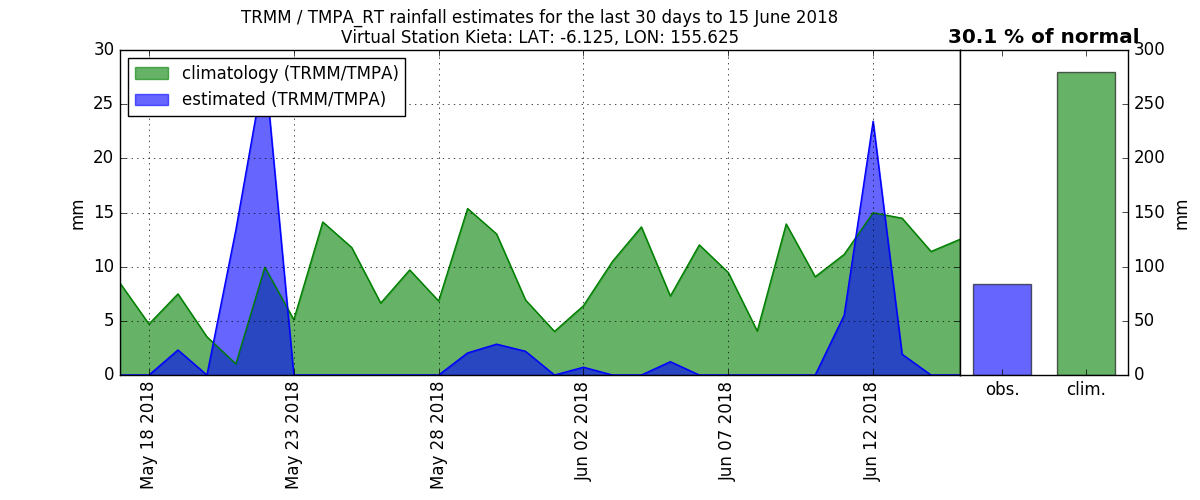 TRMM / TMPA_RT rainfall estimates for the last 30 days to 15 June 2018
Virtual Station Kieta: LAT: -6.125, LON: 155.625
30.1 % of normal
climatology (TRMM/TMPA)
estimated (TRMM/TMPA)
mm
30
25
20
15
10
5
0
May 18 2018
May 23 2018
May 28 2018
Jun 02 2018
Jun 07 2018
Jun 12 2018
obs.
clim.
300
250
200
150
100
50
0
mm